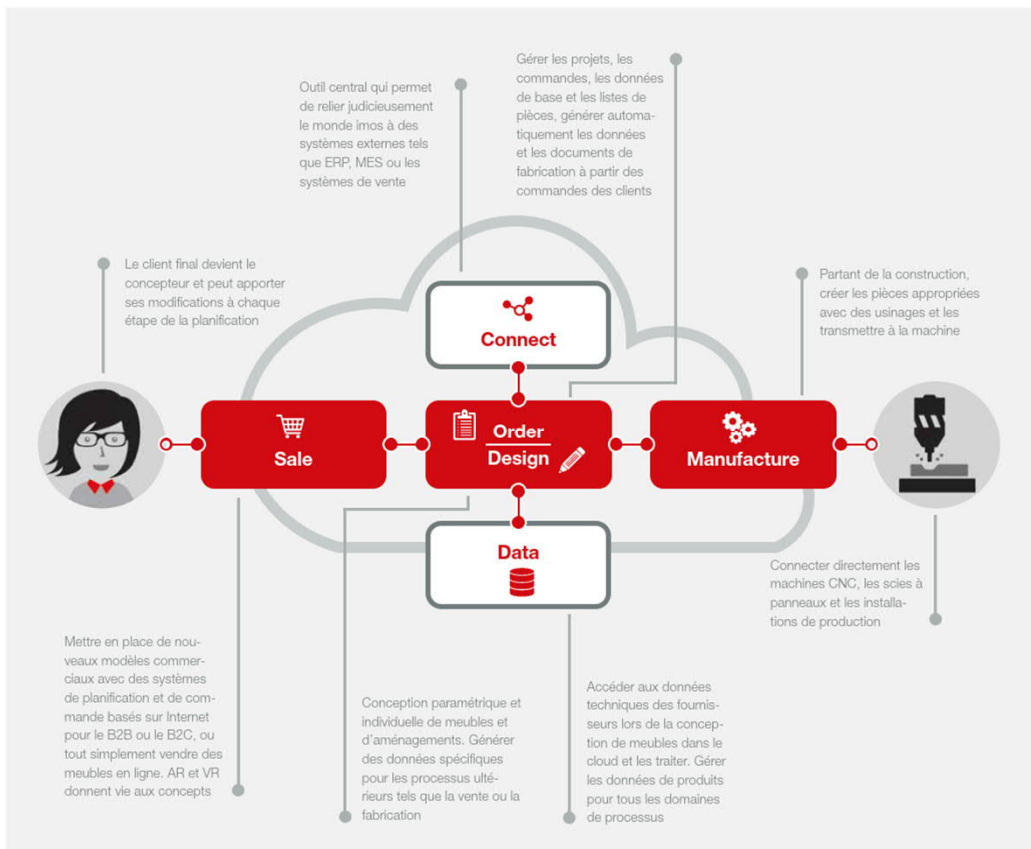 Gérer les projets, les
commandes, les données
de base et les listes de
pièces, générer automa-
tiquement les données
et les documents de
fabrication à partir des
commandes des clients
Outil central qui permet
de relier judicieusement
le monde imos à des
systèmes externes tels
que ERP, MES ou les
systèmes de vente
Le client final devient le
concepteur et peut apporter
ses modifications à chaque
étape de la planification
Partant de la construction,
créer les pièces appropriées
avec des usinages et les
transmettre à la machine
Connect
Sale
Order
Design
Manufacture
Data
Connecter directement les
machines CNC, les scies à
panneaux et les installa-
tions de production
Mettre en place de nou-
veaux modèles commer-
ciaux avec des systèmes
de planification et de com-
mande basés sur Internet
pour le B2B ou le B2C, ou
tout simplement vendre des
meubles en ligne. AR et VR
donnent vie aux concepts
Conception paramétrique et
individuelle de meubles et
d'aménagements. Générer
des données spécifiques
pour les processus ulté-
rieurs tels que la vente ou la
fabrication
Accéder aux données
techniques des fournis-
seurs lors de la concep-
tion de meubles dans le
cloud et les traiter. Gérer
les données de produits
pour tous les domaines
de processus